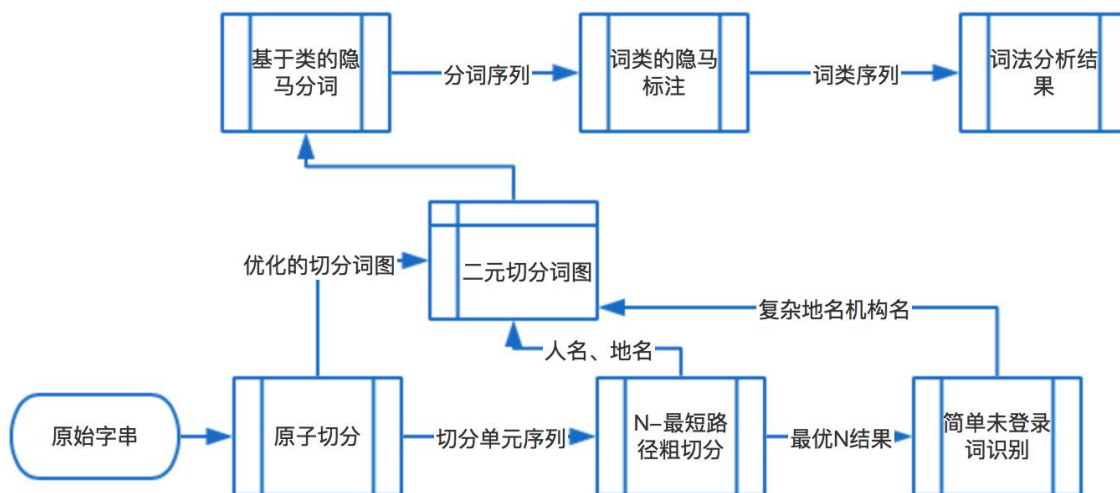 基于类的隐
马分词
分词序列
词类的隐马
标注
词类序列
词法分析结
果
优化的切分词图
二元切分词图
复杂地名机构名
人名、地名
原始字串
原子切分
切分单元序列
N-最短路
径粗切分
最优N结果
简单未登录
词识别